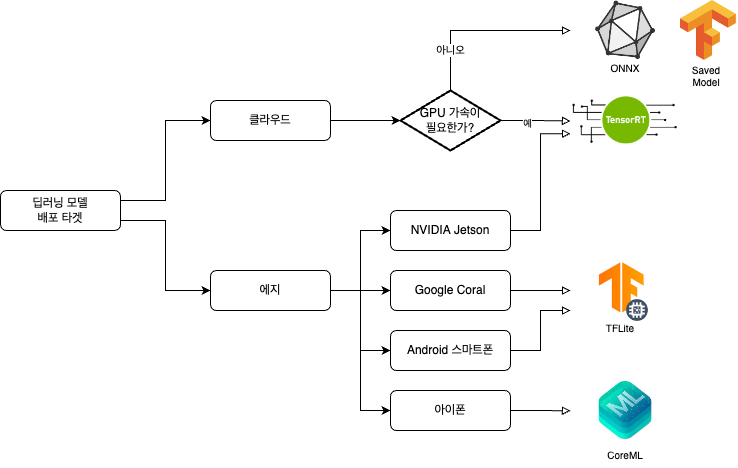 아니오
ONNX
Saved
Model
클라우드
GPU 가속이
필요한가?
예
TensorRT
딥러닝 모델
배포 타겟
NVIDIA Jetson
에지
Google Coral
TFLite
Android 스마트폰
아이폰
ML
CoreML